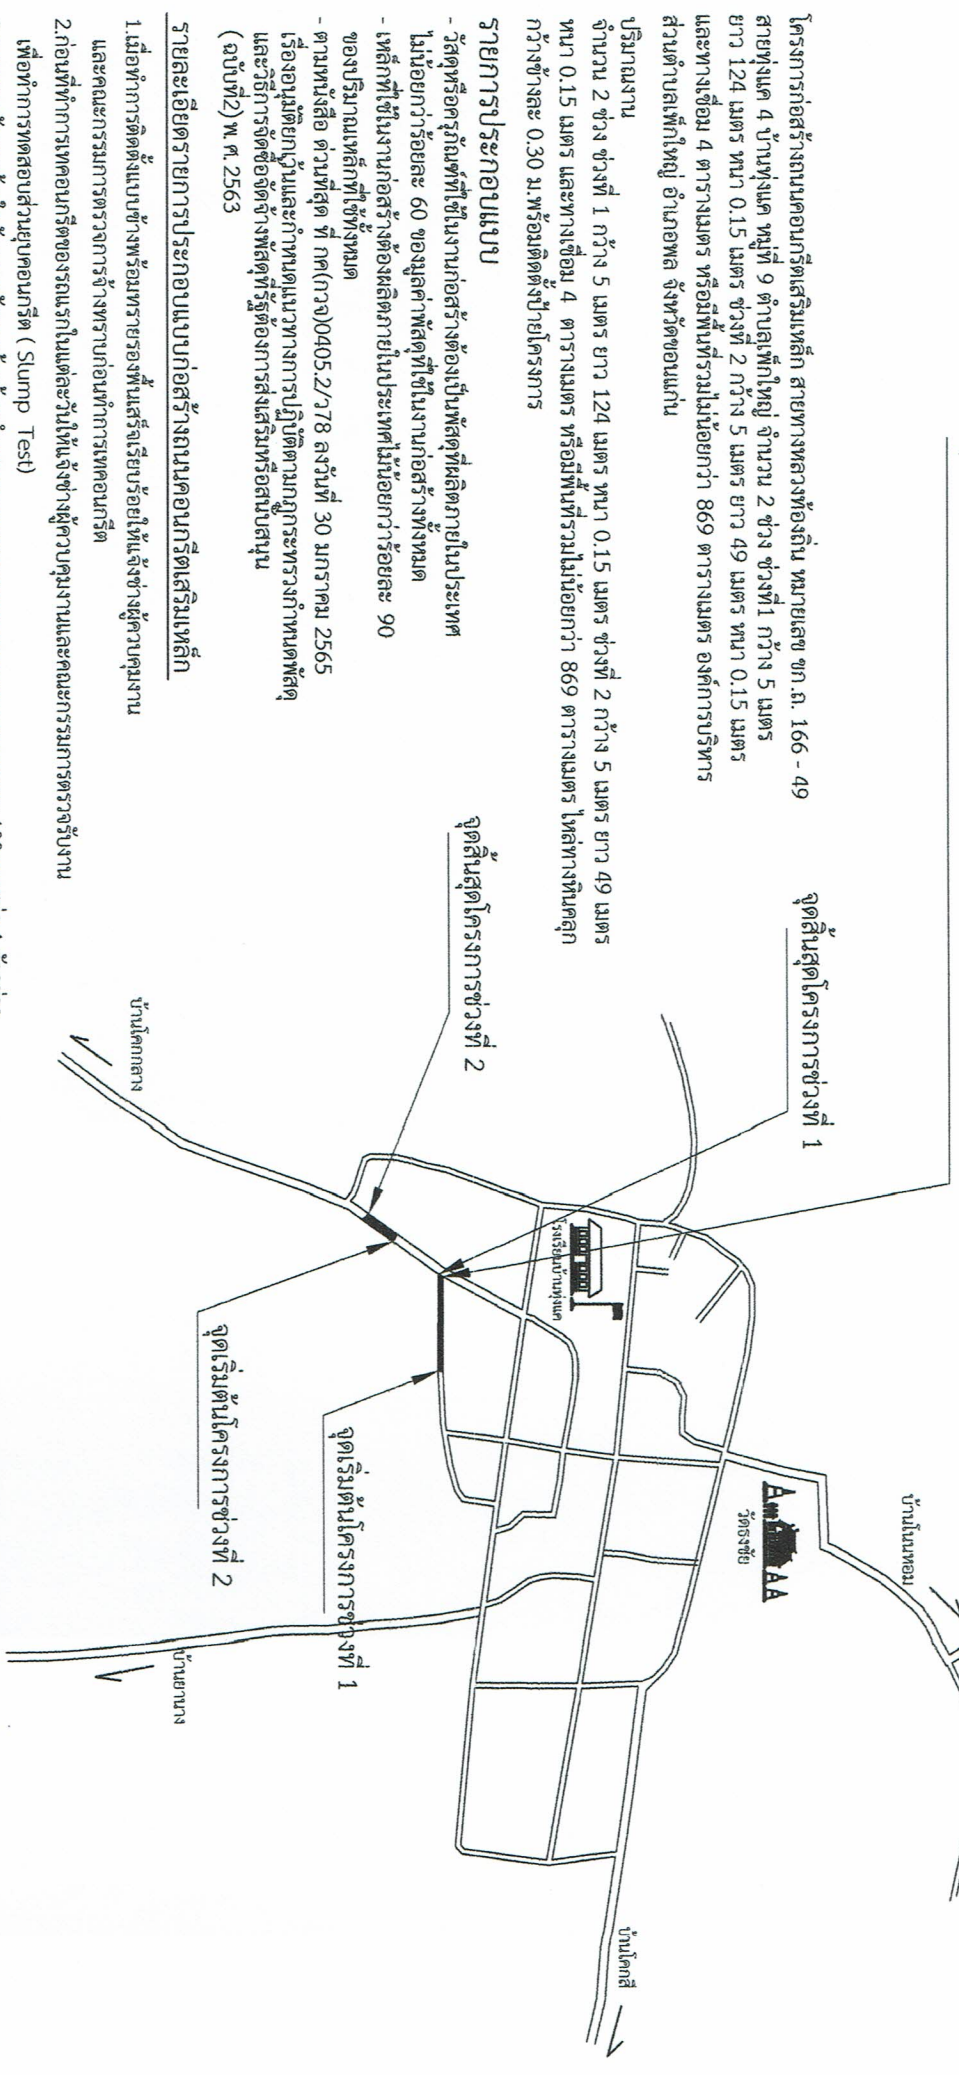 โครงการก่อสร้างถนนคอนกรีตเสริมเหล็ก สายทางหลวงท้องถิ่น หมายเลข ขก.ถ. 166 - 49
สายทุ่งแค 4 บ้านทุ่งแค หมู่ที่ 9 ตำบลเพ็กใหญ่ จำนวน 2 ช่วง ช่วงที่1 กว้าง 5 เมตร
ยาว 124 เมตร หนา 0.15 เมตร ช่วงที่ 2 กว้าง 5 เมตร ยาว 49 เมตร หนา 0.15 เมตร
และทางเชื่อม 4 ตารางเมตร หรือมีพื้นที่รวมไม่น้อยกว่า 869 ตารางเมตร องค์การบริหาร
ส่วนตำบลเพ็กใหญ่ อำเภอพล จังหวัดขอนแก่น
ปริมาณงาน
จำนวน 2 ช่วง ช่วงที่ 1 กว้าง 5 เมตร ยาว 124 เมตร หนา 0.15 เมตร ช่วงที่ 2 กว้าง 5 เมตร ยาว 49 เมตร
หนา 0.15 เมตร และทางเชื่อม 4 ตารางเมตร หรือมีพื้นที่รวมไม่น้อยกว่า 869 ตารางเมตร ไหล่ทางหินคลุก
กว้างข้างละ 0.30 ม.พร้อมติดตั้งป้ายโครงการ
รายการประกอบแบบ
- วัสดุหรือครุภัณฑ์ที่ใช้ในงานก่อสร้างต้องเป็นพัสดุที่ผลิตภายในประเทศ
ไม่น้อยกว่าร้อยละ 60 ของมูลค่าพัสดุที่ใช้ในงานก่อสร้างทั้งหมด
- เหล็กที่ใช้ในงานก่อสร้างต้องผลิตภายในประเทศไม่น้อยกว่าร้อยละ 90
ของปริมาณเหล็กที่ใช้ทั้งหมด
- ตามหนังสือ ด่วนที่สุด ที่ กค(กวจ)0405.2/ว78 ลงวันที่ 30 มกราคม 2565
เรื่องอนุมัติยกเว้นและกำหนดแนวทางการปฏิบัติตามกฎกระทรวงกำหนดพัสดุ
และวิธีการจัดซื้อจัดจ้างพัสดุที่รัฐต้องการส่งเสริมหรือสนบสนุน
( ฉบับที่2) พ.ศ. 2563
รายละเอียดรายการประกอบแบบก่อสร้างถนนคอนกรีตเสริมเหล็ก
1.เมื่อทำการติดตั้งแบบข้างพร้อมทรายรองพื้นเสร็จเรียบร้อยให้แจ้งช่างผู้ควบคุมงาน
และคณะกรรมการตรวจการจ้างทราบก่อนทำการเทคอนกรีต
2.ก่อนที่ทำการเทคอนกรีตของรถแรกในแต่ละวันให้แจ้งช่างผู้ควบคุมงานและคณะกรรมการตรวจรับงาน
เพื่อทำการทดสอบส่วนยุบคอนกรีต ( Slump Test)
จุดสิ้นสุดโครงการช่วงที่ 1
จุดสิ้นสุดโครงการช่วงที่ 2
บ้านโคกกลาง
โรงเรียนบ้านทุ่งแค
จุดเริ่มต้นโครงการช่วงที่ 2
จุดเริ่มต้นโครงการช่วงที่ 1
บ้านโนนหอม
วัดธงชัย
บ้านยานาง
บ้านโคกสี